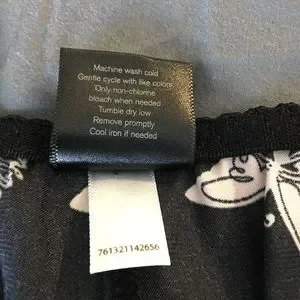 Machine wash cold
Gentle cycle with like colors
Only non-chlorine
bleach when needed
Tumble dry low
Remove promptly
Cool iron if needed
761321142656